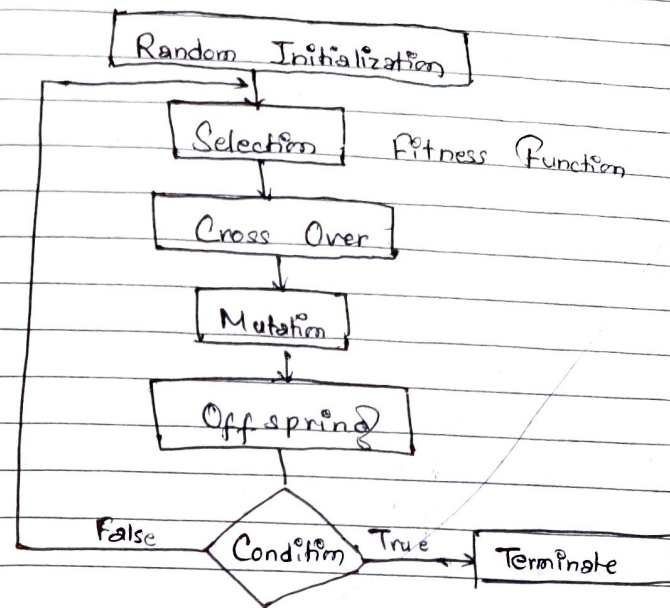 Random Initialization
Selection Fitness Function
Cross Over
Mutation
Offspring
False Condition True Terminate